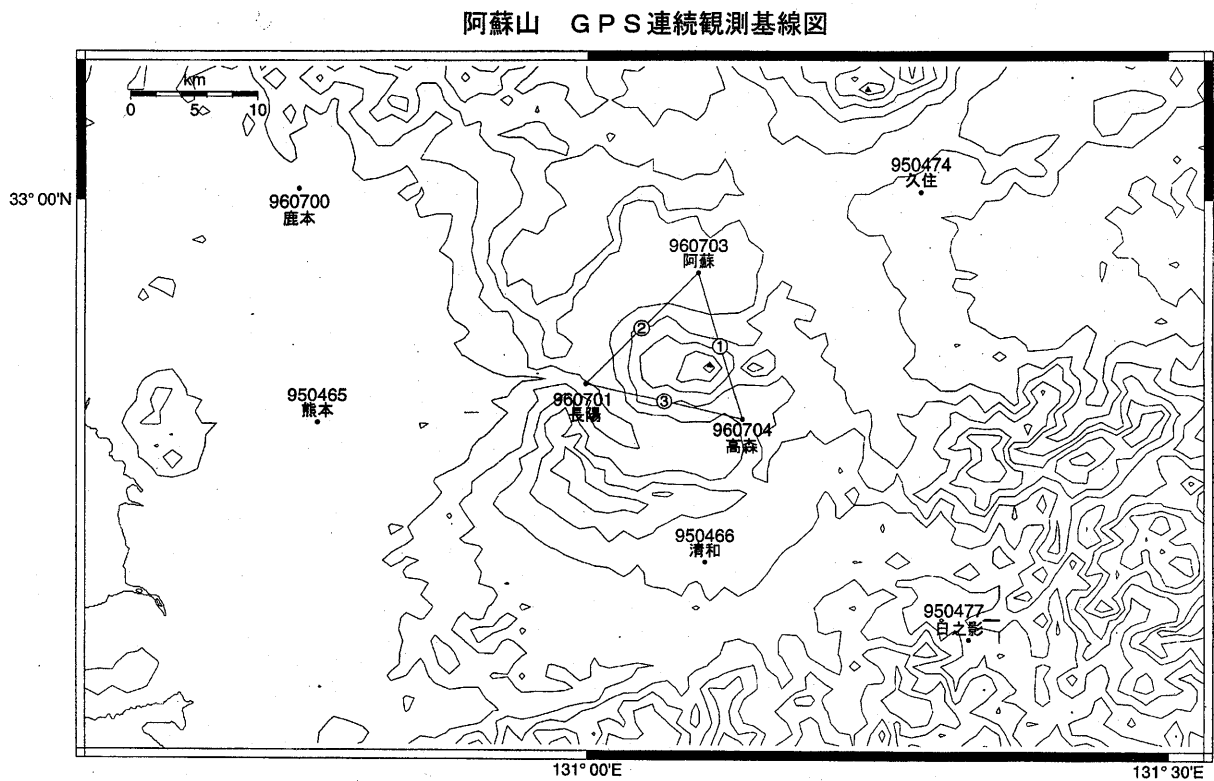 阿蘇山 GPS連続観測基線図
km
0 5 10
33° 00'N
960700
鹿本
950474
久住
960703
阿蘇
②
①
950465
熊本
960701
長陽
③
960704
高森
950466
清和
950477
日之影
131° 00'E
131° 30'E